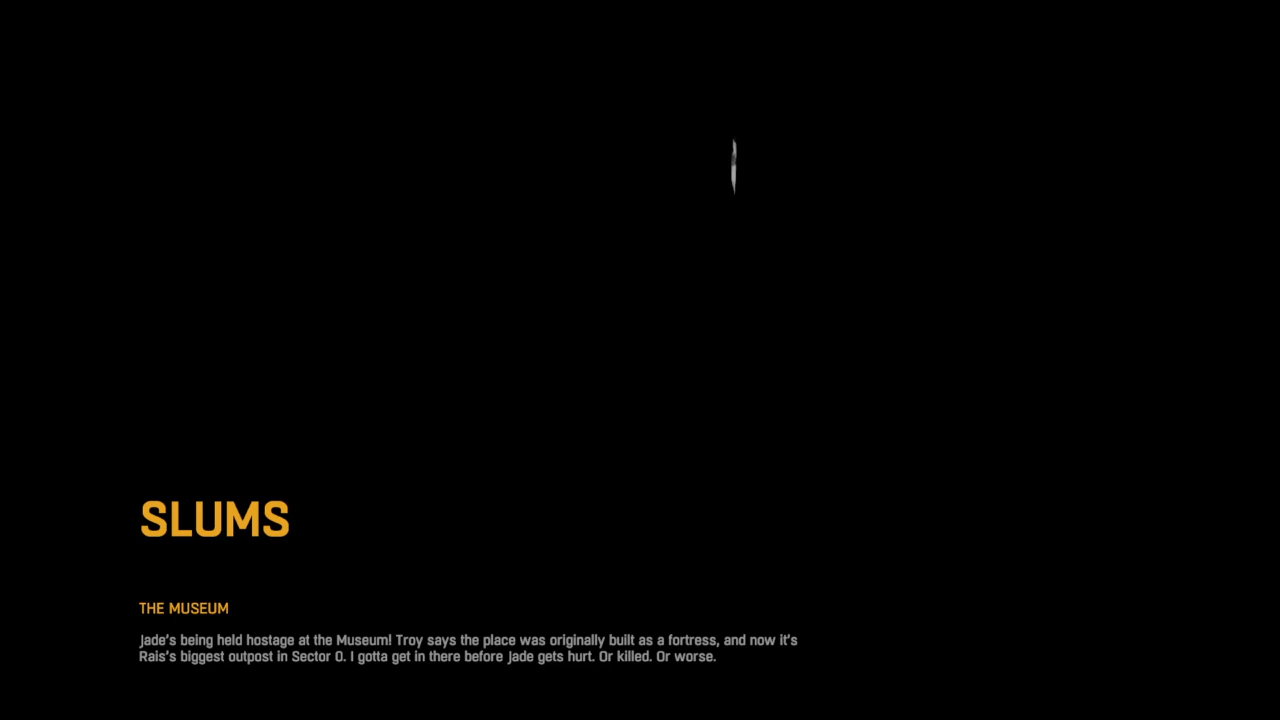 SLUMS
THE MUSEUM
Jade's being held hostage at the Museum! Troy says the place was originally built as a fortress, and now it's
Rais's biggest outpost in Sector 0. I gotta get in there before Jade gets hurt. Or killed. Or worse.